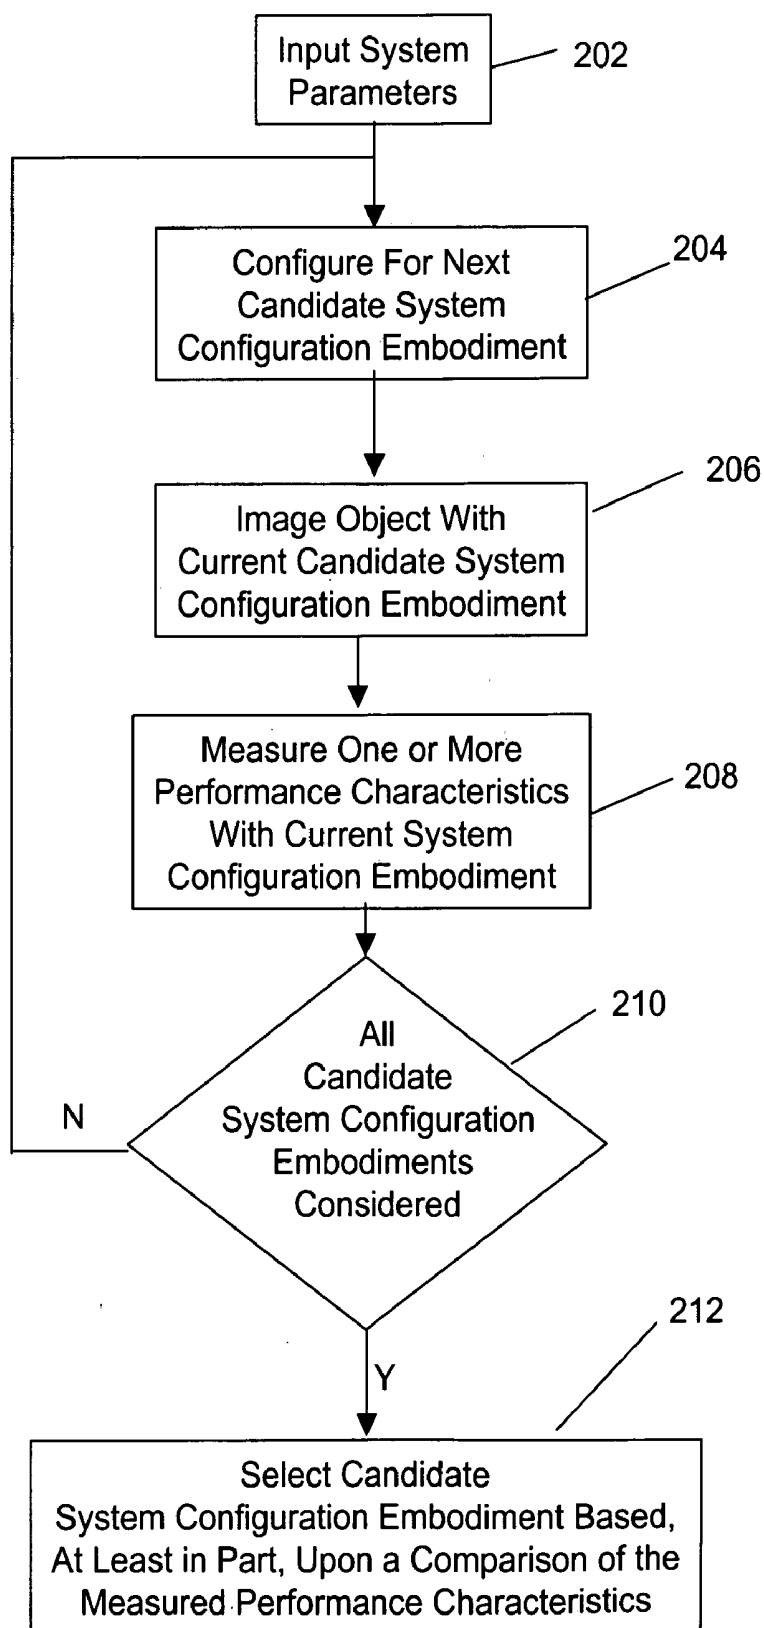 Input System
Parameters
202
Configure For Next
Candidate System
Configuration Embodiment
204
Image Object With
Current Candidate System
Configuration Embodiment
206
Measure One or More
Performance Characteristics
With Current System
Configuration Embodiment
208
All
Candidate
System Configuration
Embodiments
Considered
210
N
Y
212
Select Candidate
System Configuration Embodiment Based,
At Least in Part, Upon a Comparison of the
Measured Performance Characteristics